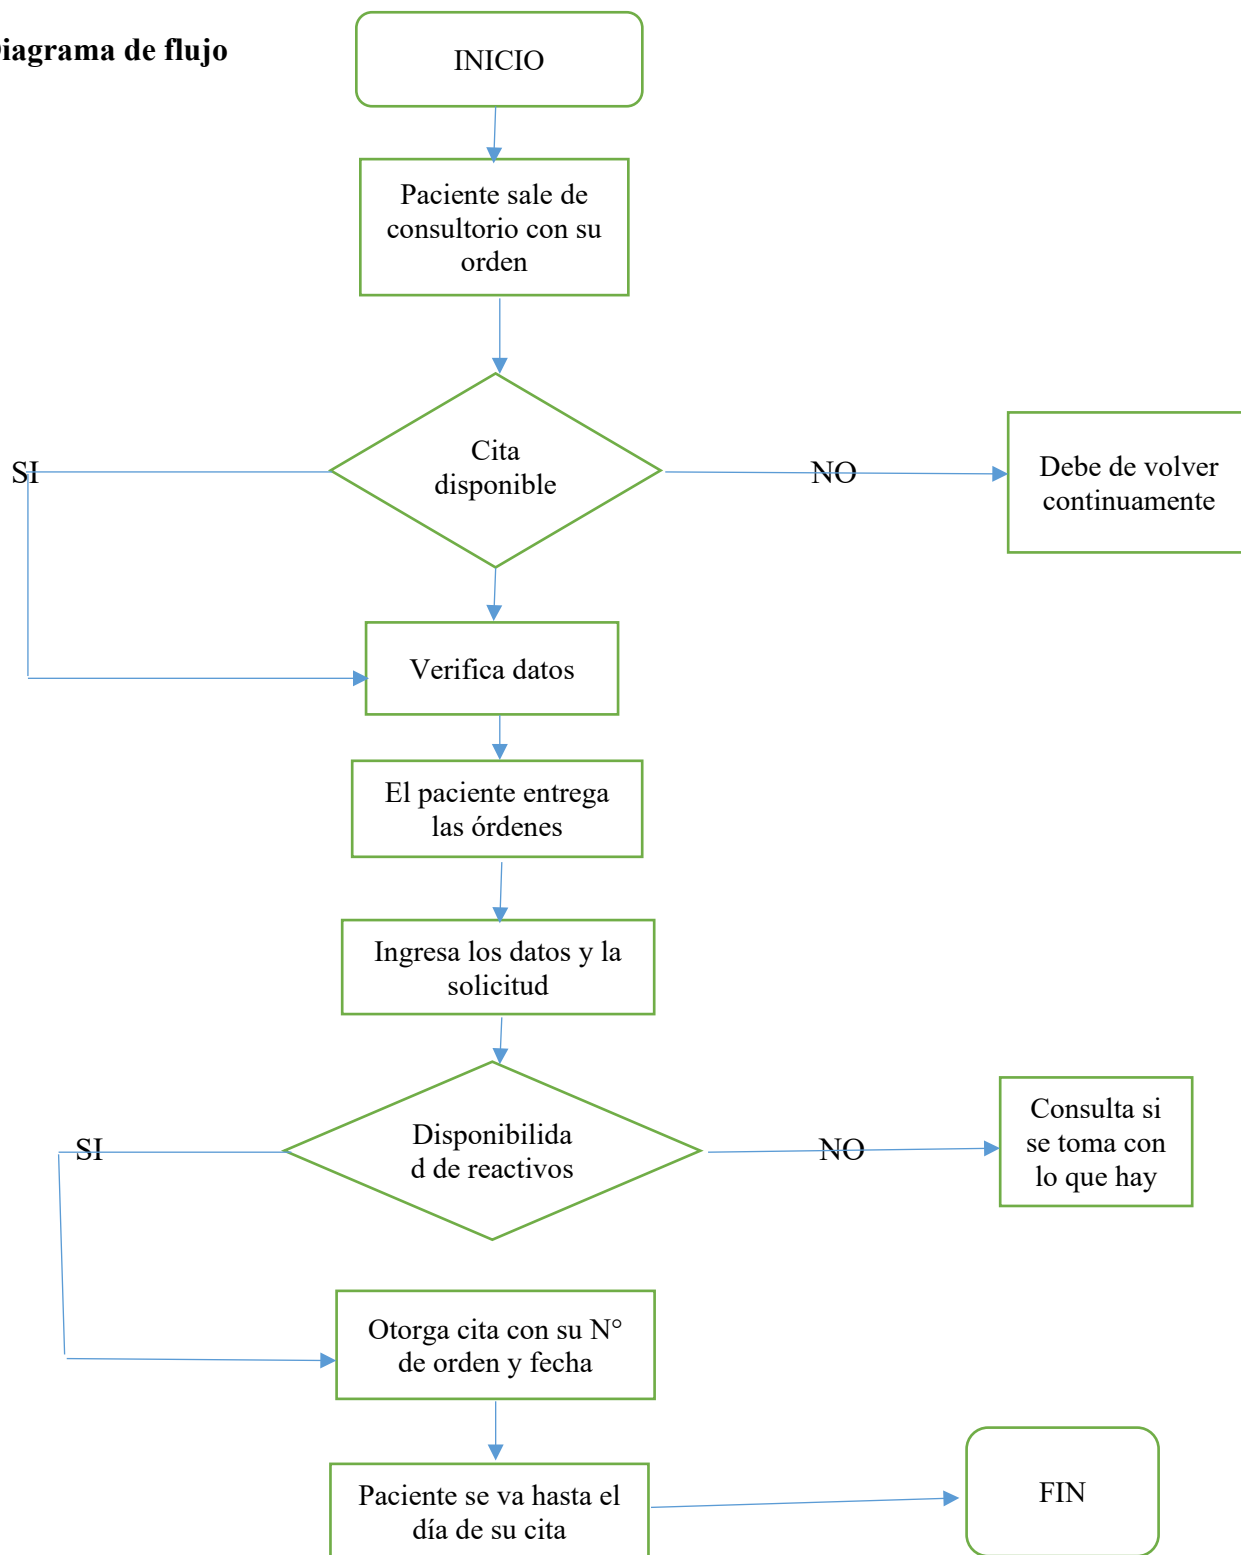 iagrama de flujo
INICIO
Paciente sale de
consultorio con su
orden
Cita
disponible
SI
NO
Debe de volver
continuamente
Verifica datos
El paciente entrega
las órdenes
Ingresa los datos y la
solicitud
Disponibilida
d de reactivos
SI
NO
Consulta si
se toma con
lo que hay
Otorga cita con su N°
de orden y fecha
Paciente se va hasta el
día de su cita
FIN